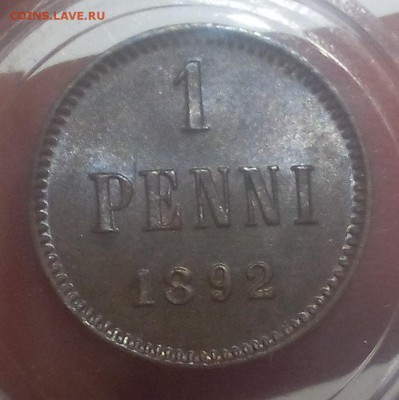 COINS.LAVE.RU
1
PENNI
1892